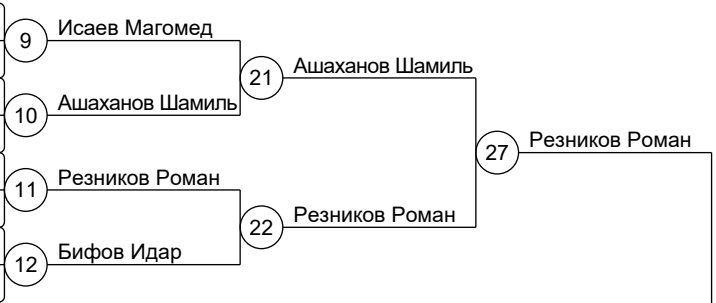 Исаев Магомед
9
Ашаханов Шамиль
21
Ашаханов Шамиль
10
Резников Роман
27
Резников Роман
11
Резников Роман
22
Бифов Идар
12